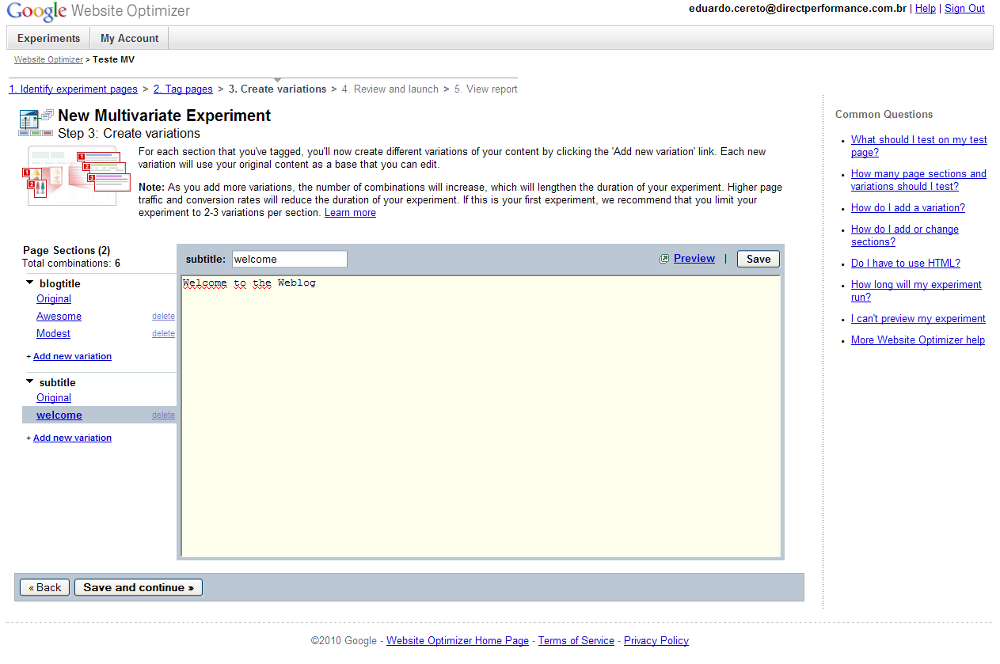 Google Website Optimizer
eduardo.cereto@directperformance.com.br | Help | Sign Out
Experiments
My Account
Website Optimizer > Teste MV
1. Identify experiment pages > 2. Tag pages > 3. Create variations > 4. Review and launch > 5. View report
New Multivariate Experiment
Step 3: Create variations
1
2
1
2
3
For each section that you've tagged, you'll now create different variations of your content by clicking the 'Add new variation' link. Each new
variation will use your original content as a base that you can edit.
Note: As you add more variations, the number of combinations will increase, which will lengthen the duration of your experiment. Higher page
traffic and conversion rates will reduce the duration of your experiment. If this is your first experiment, we recommend that you limit your
experiment to 2-3 variations per section. Learn more
Page Sections (2)
Total combinations: 6
blogtitle
Original
Awesome delete
Modest delete
+ Add new variation
subtitle
Original
welcome delete
+ Add new variation
subtitle: welcome
Preview | Save
Welcome to the Weblog
« Back
Save and continue »
Common Questions
• What should I test on my test
page?
• How many page sections and
variations should I test?
• How do I add a variation?
• How do I add or change
sections?
• Do I have to use HTML?
• How long will my experiment
run?
• I can't preview my experiment
• More Website Optimizer help
©2010 Google - Website Optimizer Home Page - Terms of Service - Privacy Policy